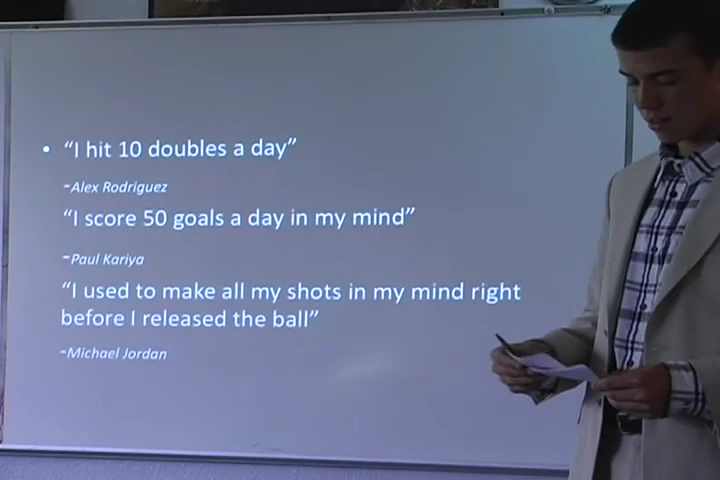 • “I hit 10 doubles a day”
-Alex Rodriguez
“I score 50 goals a day in my mind”
-Paul Kariya
“I used to make all my shots in my mind right
before I released the ball”
-Michael Jordan